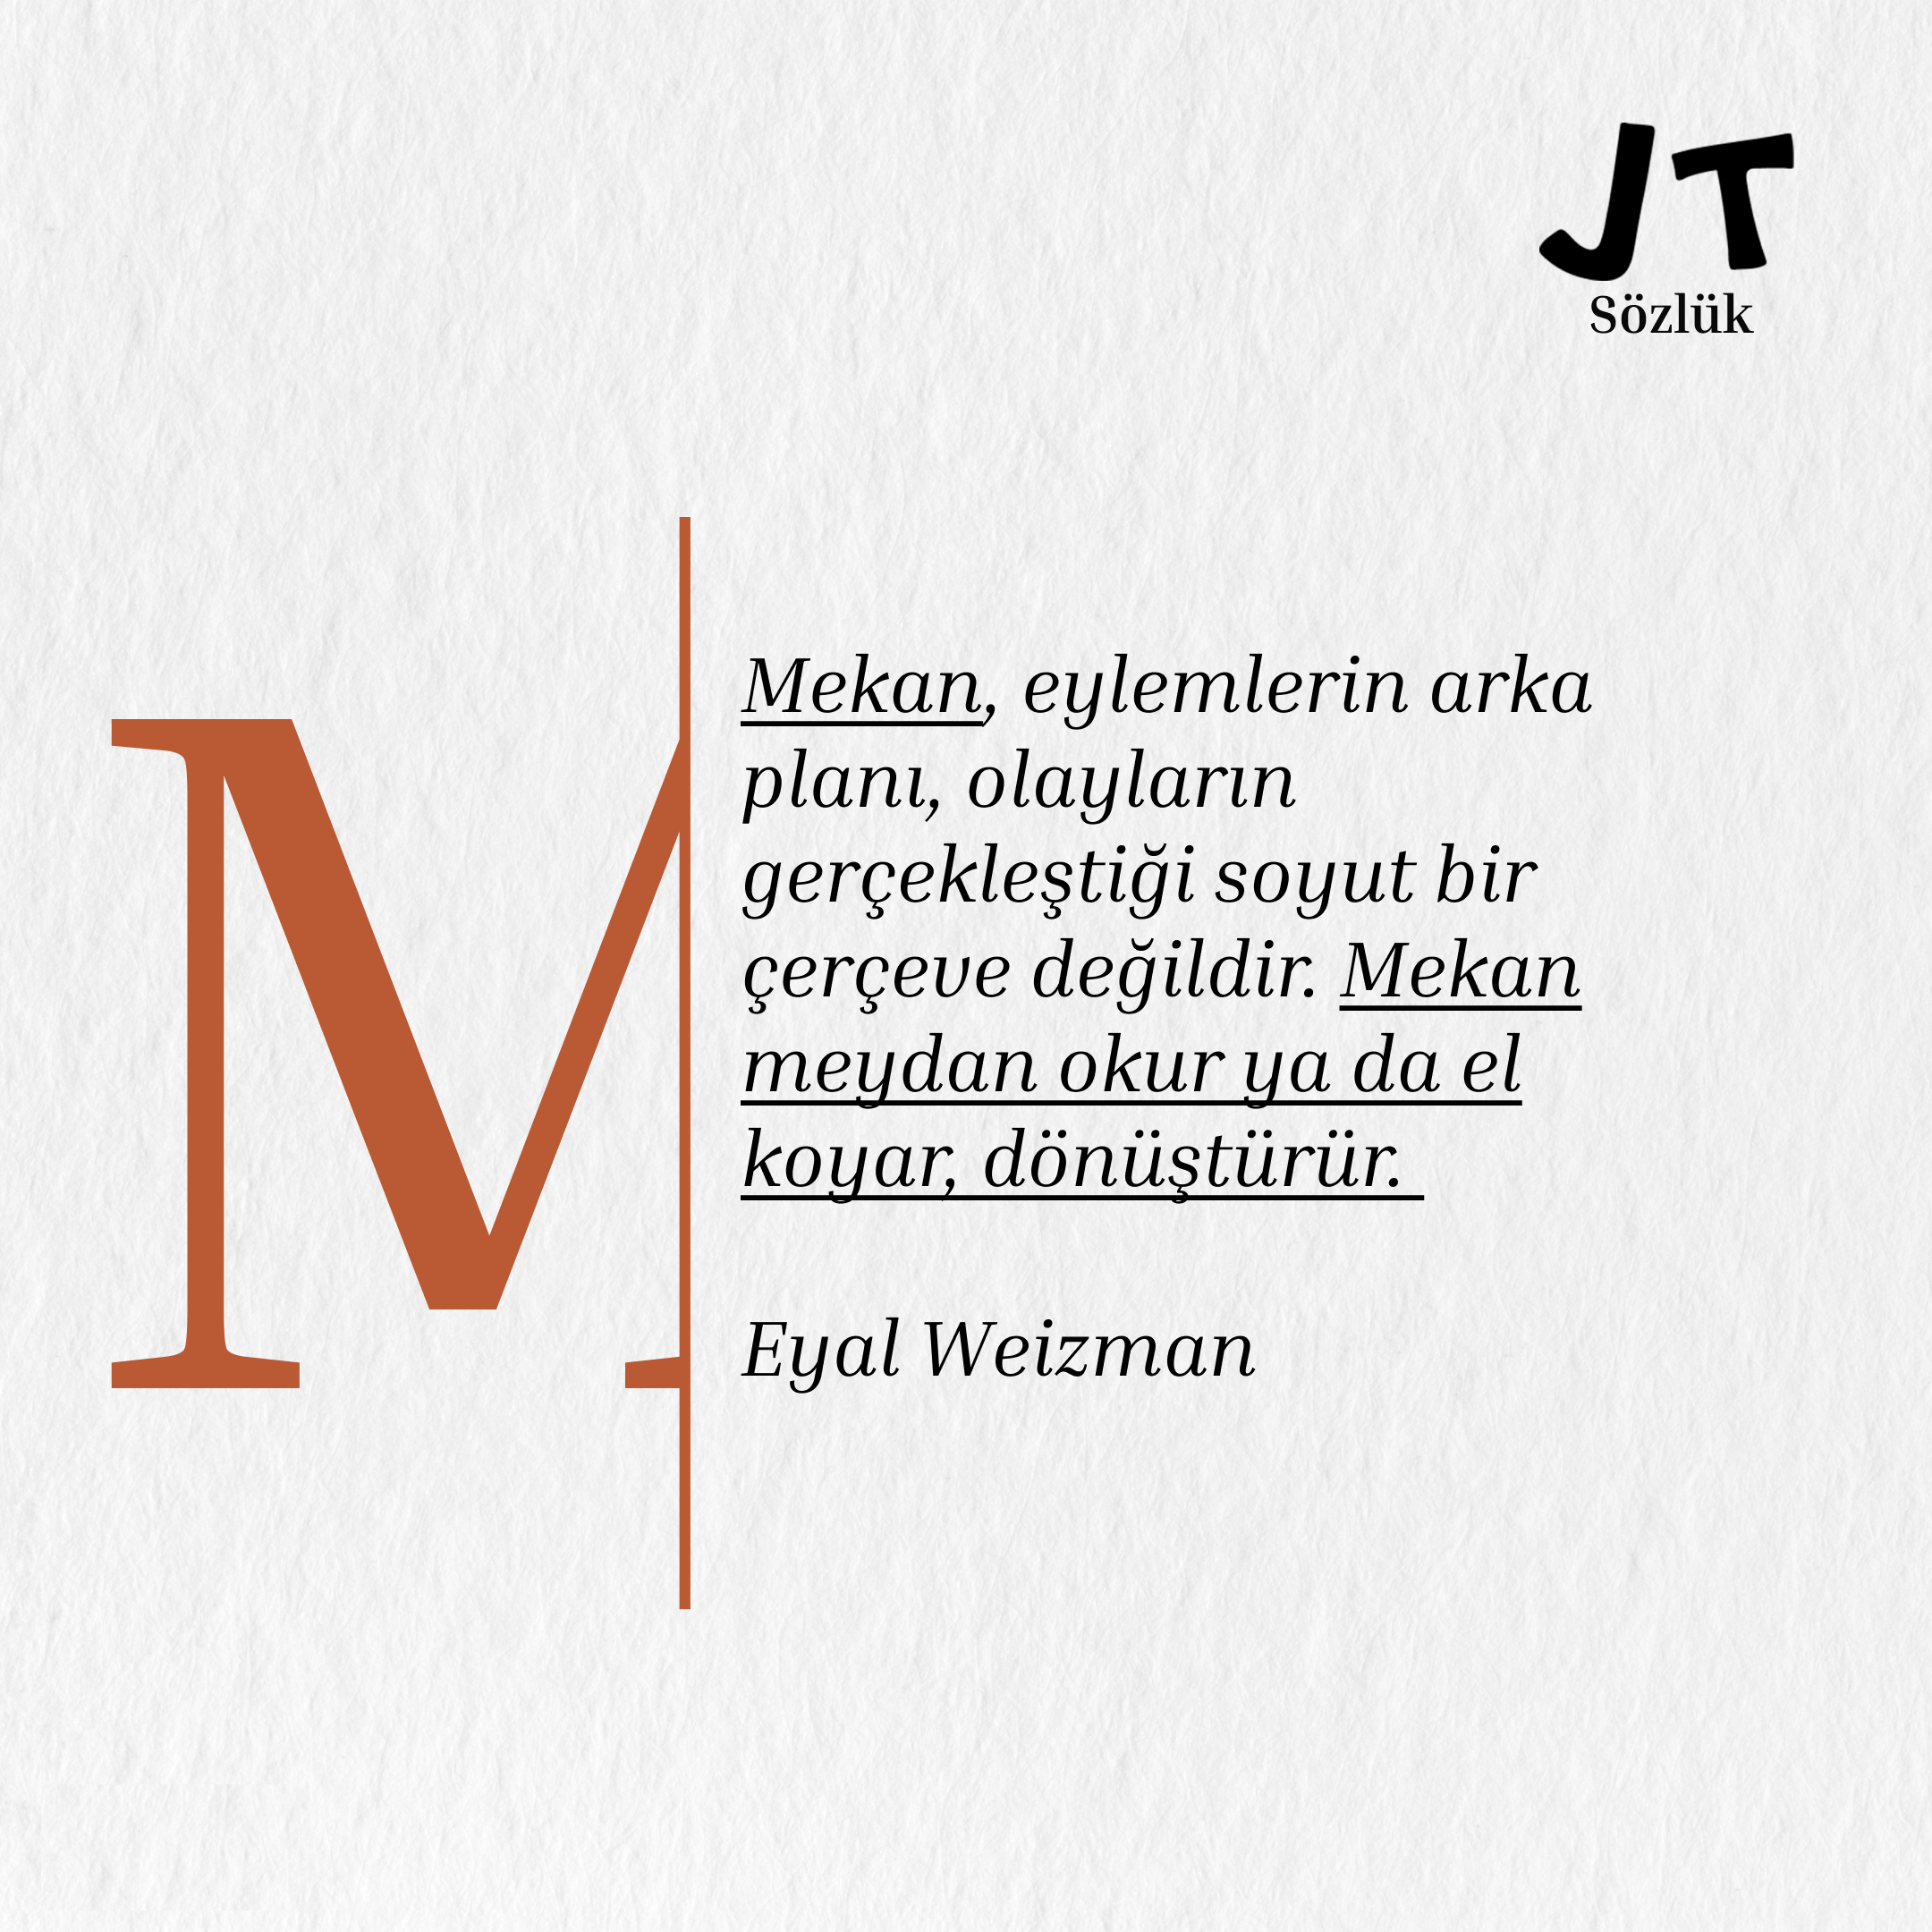 JT
Sözlük
M
Mekan, eylemlerin arka
planı, olayların
gerçekleştiği soyut bir
çerçeve değildir. Mekan
meydan okur ya da el
koyar, dönüştürür.
Eyal Weizman